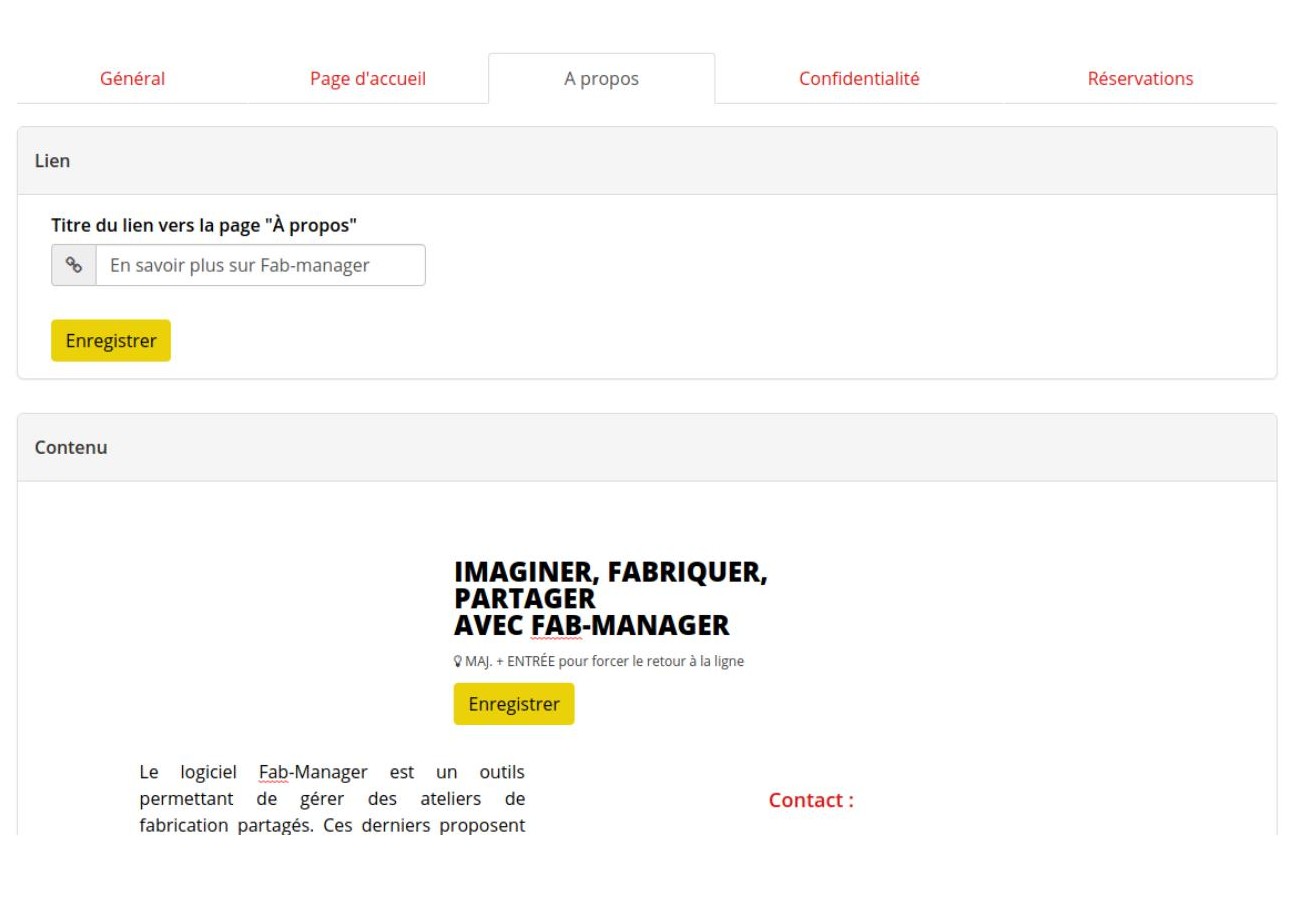 Général
Page d'accueil
A propos
Confidentialité
Réservations
Lien
Titre du lien vers la page "À propos"
En savoir plus sur Fab-manager
Enregistrer
Contenu
IMAGINER, FABRIQUER,
PARTAGER
AVEC FAB-MANAGER
MAJ. + ENTRÉE pour forcer le retour à la ligne
Enregistrer
Le logiciel Fab-Manager est un outils
permettant de gérer des ateliers de
fabrication partagés. Ces derniers proposent
Contact :